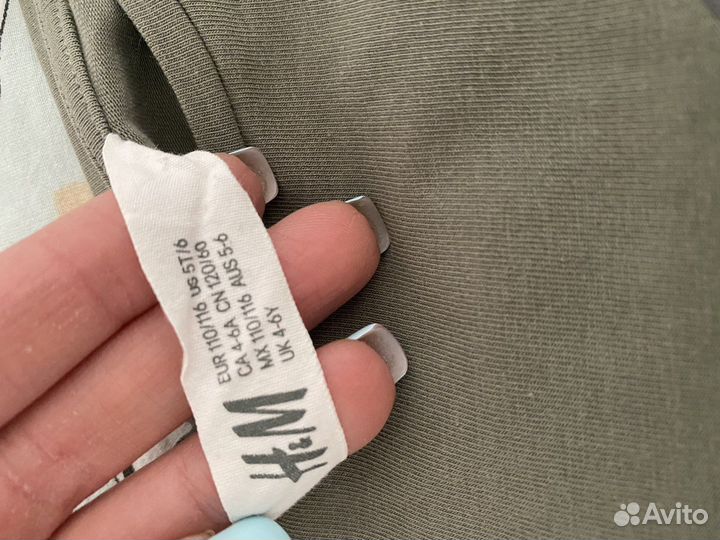 EUR 110/116 US 5T/6
CA 4-6A CN 120/60
MX 110/116 AUS 5-6
UK 4-6Y
H&M
Avito